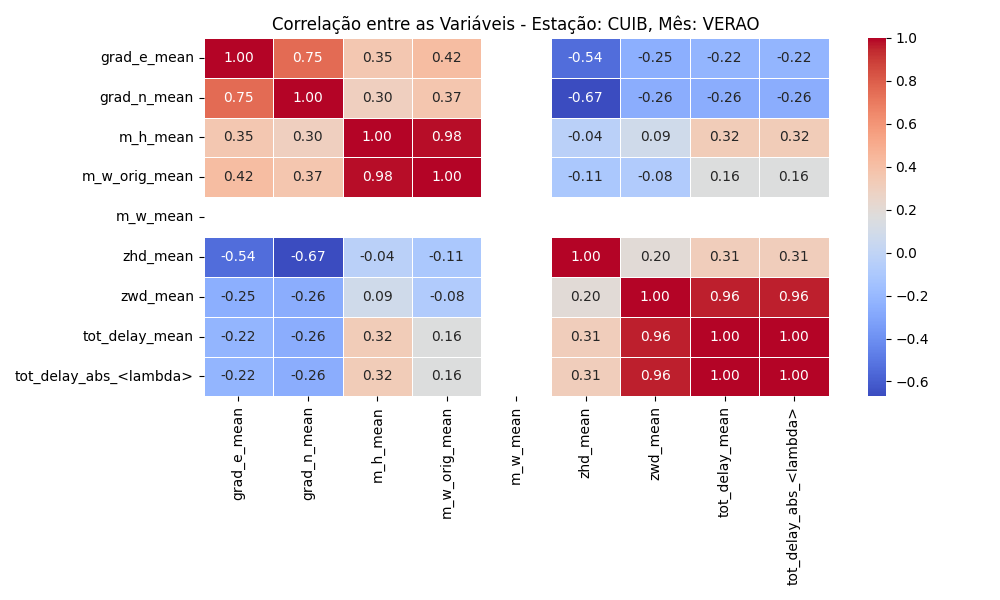 Correlação entre as Variáveis - Estação: CUIB, Mês: VERAO
grad_e_mean 1.00 0.75 0.35 0.42 -0.54 -0.25 -0.22 -0.22
grad_n_mean 0.75 1.00 0.30 0.37 -0.67 -0.26 -0.26 -0.26
m_h_mean 0.35 0.30 1.00 0.98 -0.04 0.09 0.32 0.32
m_w_orig_mean 0.42 0.37 0.98 1.00 -0.11 -0.08 0.16 0.16
m_w_mean
zhd_mean -0.54 -0.67 -0.04 -0.11 1.00 0.20 0.31 0.31
zwd_mean -0.25 -0.26 0.09 -0.08 0.20 1.00 0.96 0.96
tot_delay_mean -0.22 -0.26 0.32 0.16 0.31 0.96 1.00 1.00
tot_delay_abs_<lambda> -0.22 -0.26 0.32 0.16 0.31 0.96 1.00 1.00
grad_e_mean
grad_n_mean
m_h_mean
m_w_orig_mean
m_w_mean
zhd_mean
zwd_mean
tot_delay_mean
tot_delay_abs_<lambda>
1.0
0.8
0.6
0.4
0.2
0.0
−0.2
−0.4
−0.6